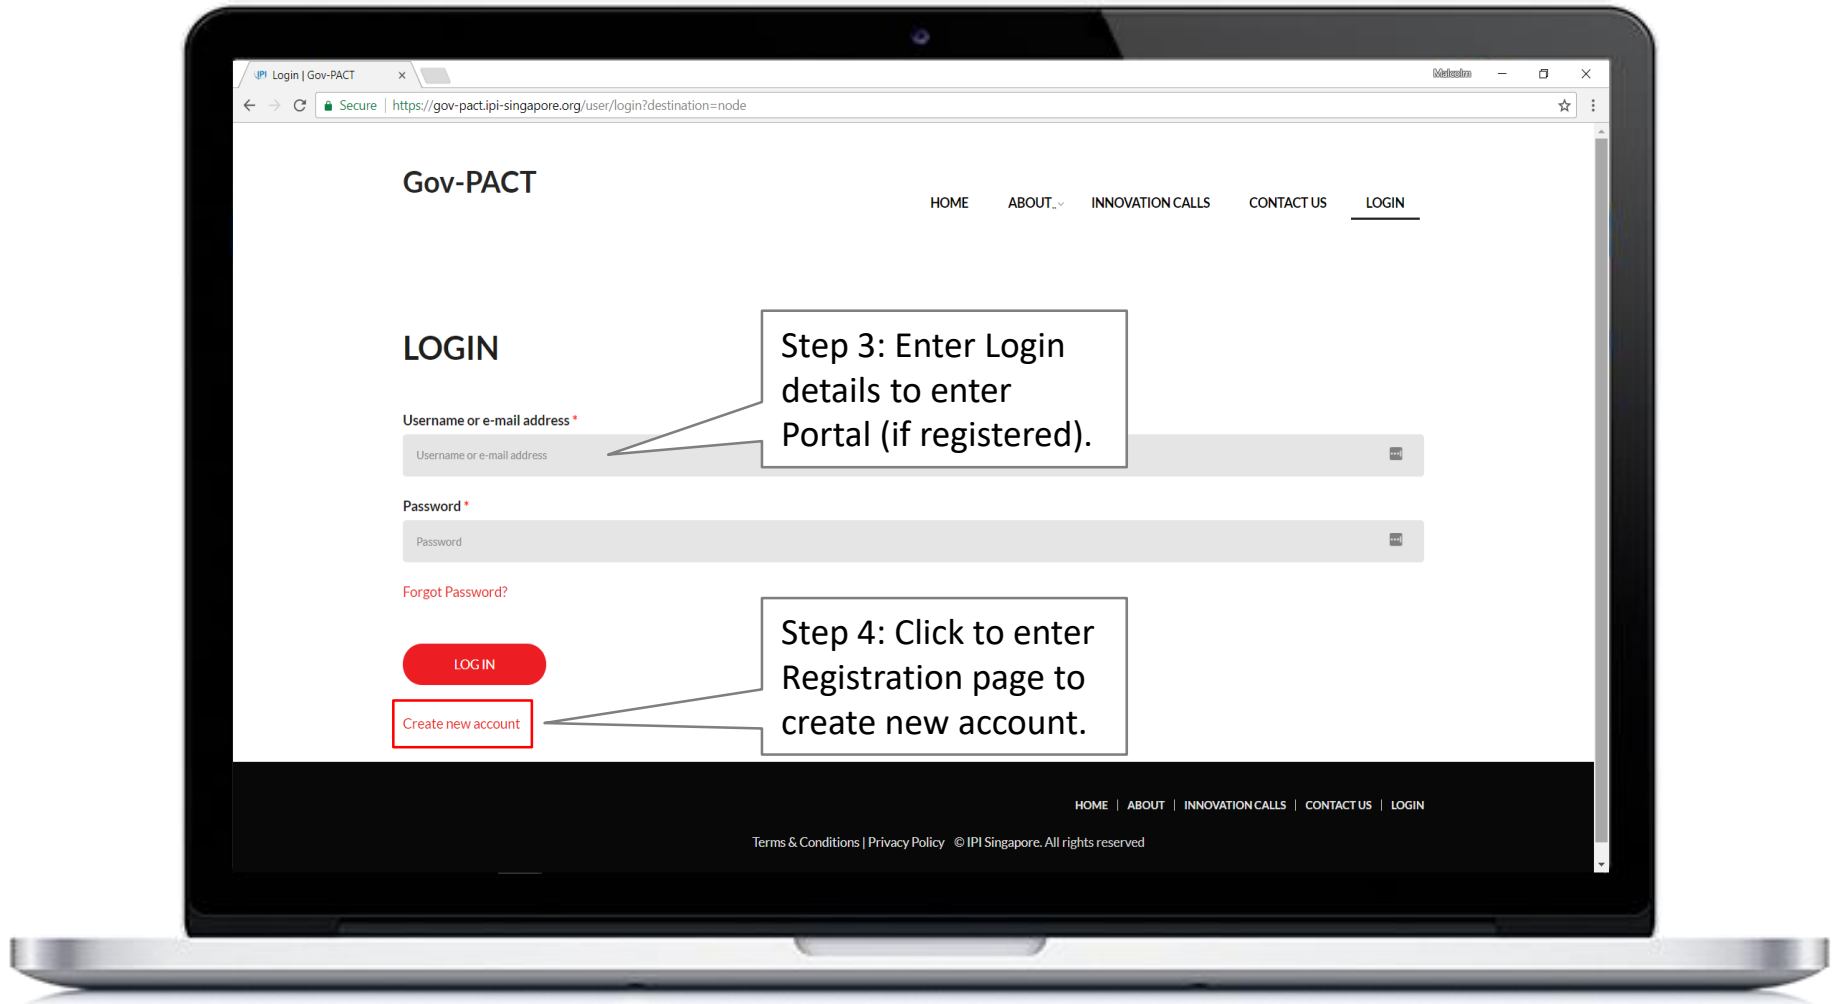 IPI Login | Gov-PACT
Malcolm
Secure | https://gov-pact.ipi-singapore.org/user/login?destination=node
Gov-PACT
HOME ABOUT INNOVATION CALLS CONTACT US LOGIN
LOGIN
Step 3: Enter Login
details to enter
Portal (if registered).
Username or e-mail address *
Username or e-mail address
Password *
Password
Forgot Password?
LOG IN
Create new account
Step 4: Click to enter
Registration page to
create new account.
HOME | ABOUT | INNOVATION CALLS | CONTACT US | LOGIN
Terms & Conditions | Privacy Policy © IPI Singapore. All rights reserved